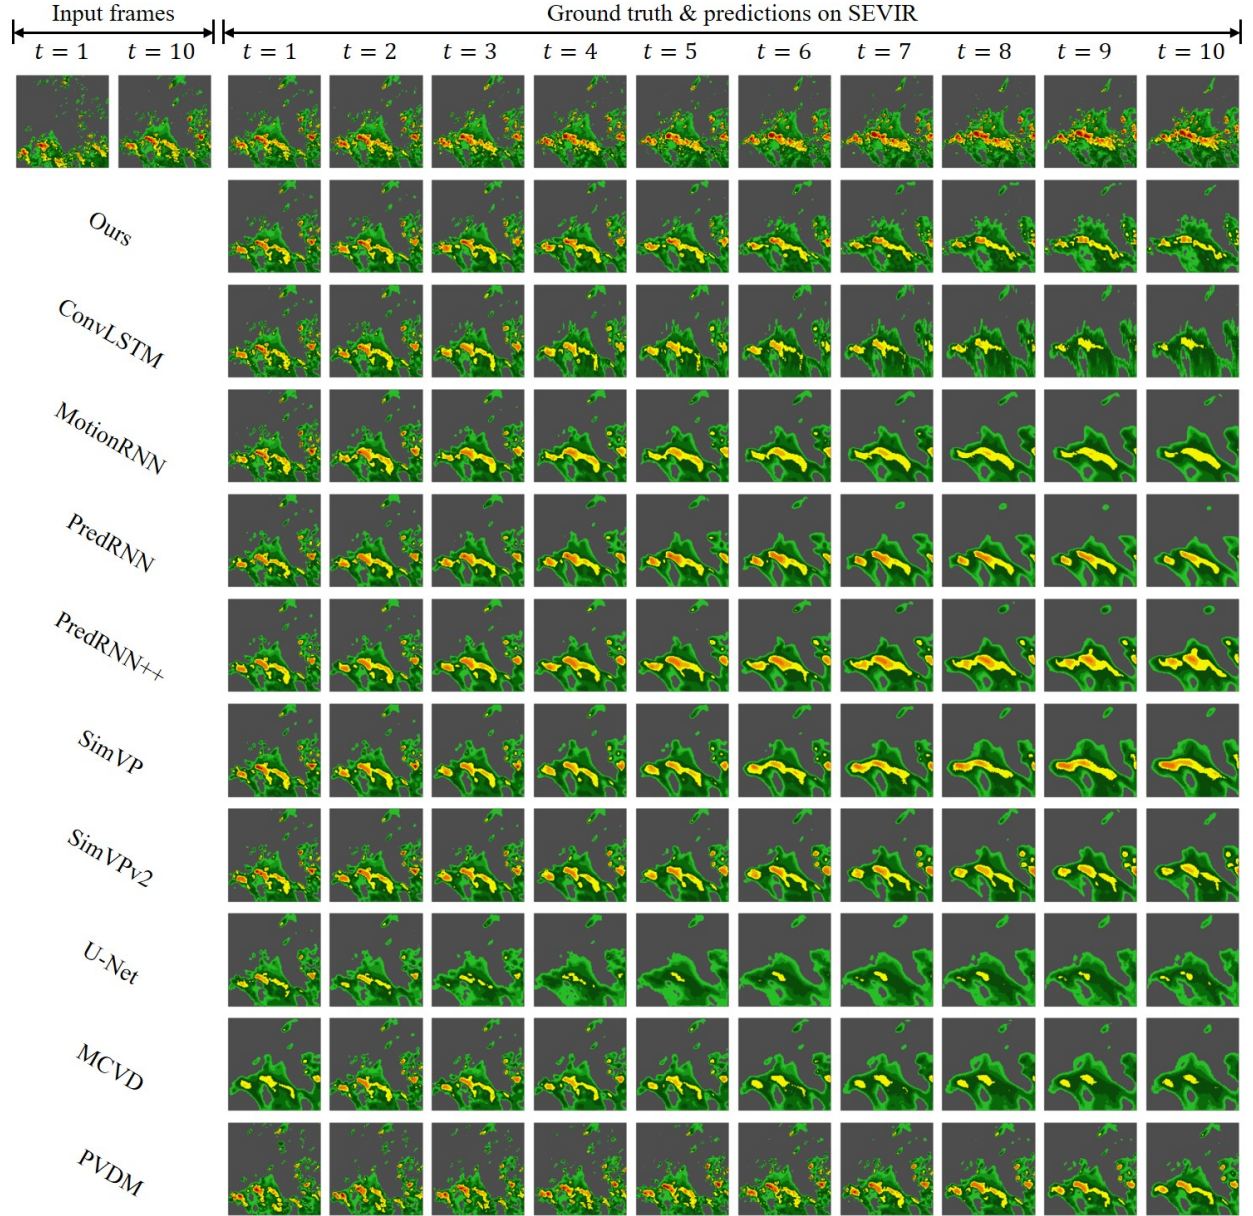 Input frames
Ground truth & predictions on SEVIR
t = 1 t = 10 t = 1 t = 2 t = 3 t = 4 t = 5 t = 6 t = 7 t = 8 t = 9 t = 10
Ours
ConvLSTM
MotionRNN
PredRNN
PredRNN++
SimVP
SimVPv2
U-Net
MCVD
PVDM